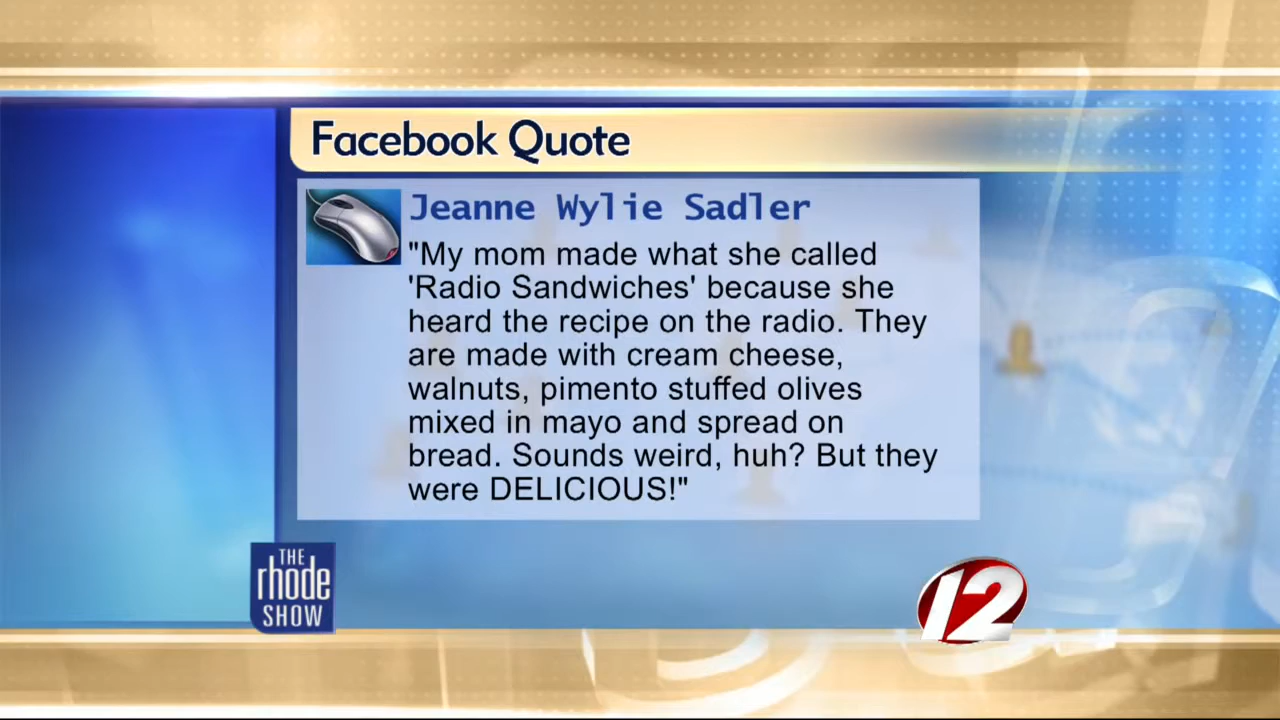 Facebook Quote
Jeanne Wylie Sadler
"My mom made what she called
'Radio Sandwiches' because she
heard the recipe on the radio. They
are made with cream cheese,
walnuts, pimento stuffed olives
mixed in mayo and spread on
bread. Sounds weird, huh? But they
were DELICIOUS!"
THE
rhode
SHOW
12